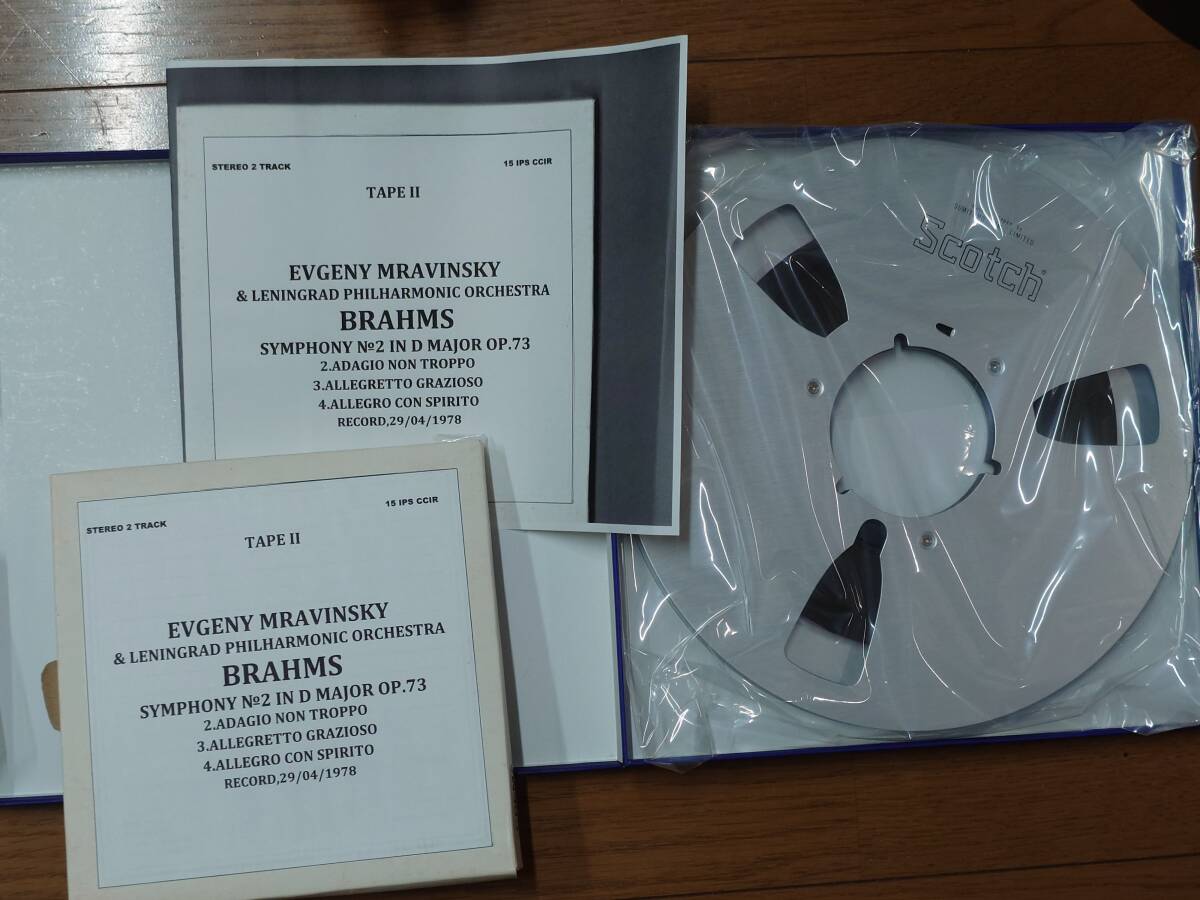 STEREO 2 TRACK
15 IPS CCIR
TAPE II
EVGENY MRAVINSKY
& LENINGRAD PHILHARMONIC ORCHESTRA
BRAHMS
SYMPHONY №2 IN D MAJOR OP.73
2.ADAGIO NON TROPPO
3.ALLEGRETTO GRAZIOSO
4.ALLEGRO CON SPIRITO
RECORD,29/04/1978
Scotch®
LIMITED
STEREO 2 TRACK
15 IPS CCIR
TAPE II
EVGENY MRAVINSKY
& LENINGRAD PHILHARMONIC ORCHESTRA
BRAHMS
SYMPHONY №2 IN D MAJOR OP.73
2.ADAGIO NON TROPPO
3.ALLEGRETTO GRAZIOSO
4.ALLEGRO CON SPIRITO
RECORD,29/04/1978